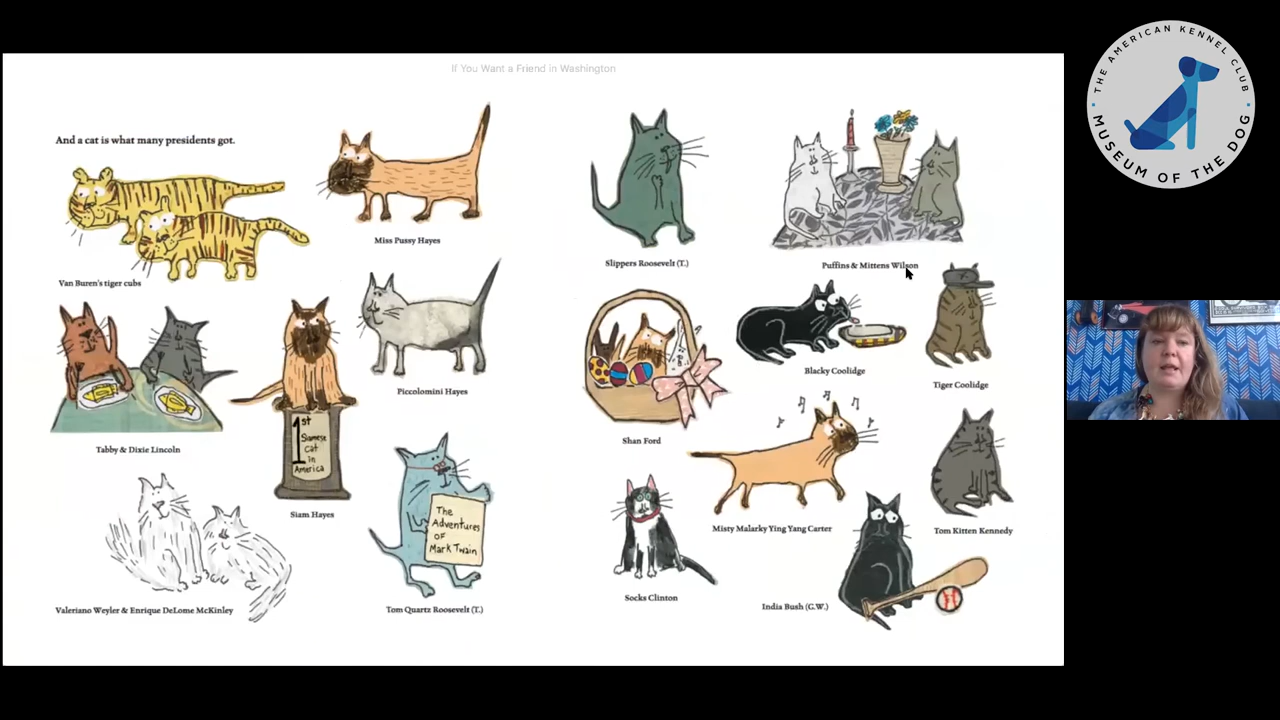 If You Want a Friend in Washington
And a cat is what many presidents got.
Van Buren's tiger cubs
Miss Pussy Hayes
Tabby & Dixie Lincoln
1st
Siamese
Cat
in
America
Siam Hayes
Piccolomini Hayes
Valeriano Weyler & Enrique DeLome McKinley
The
Adventures
OF
Mark Twain
Tom Quartz Roosevelt (T.)
Slippers Roosevelt (T.)
Puffins & Mittens Wilson
Shan Ford
Blacky Coolidge
Tiger Coolidge
Misty Malarky Ying Yang Carter
Tom Kitten Kennedy
Socks Clinton
India Bush (G.W.)
THE AMERICAN KENNEL CLUB
MUSEUM OF THE DOG